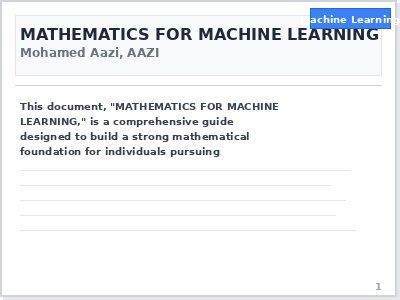 Machine Learning
MATHEMATICS FOR MACHINE LEARNING
Mohamed Aazi, AAZI
This document, "MATHEMATICS FOR MACHINE
LEARNING," is a comprehensive guide
designed to build a strong mathematical
foundation for individuals pursuing
1